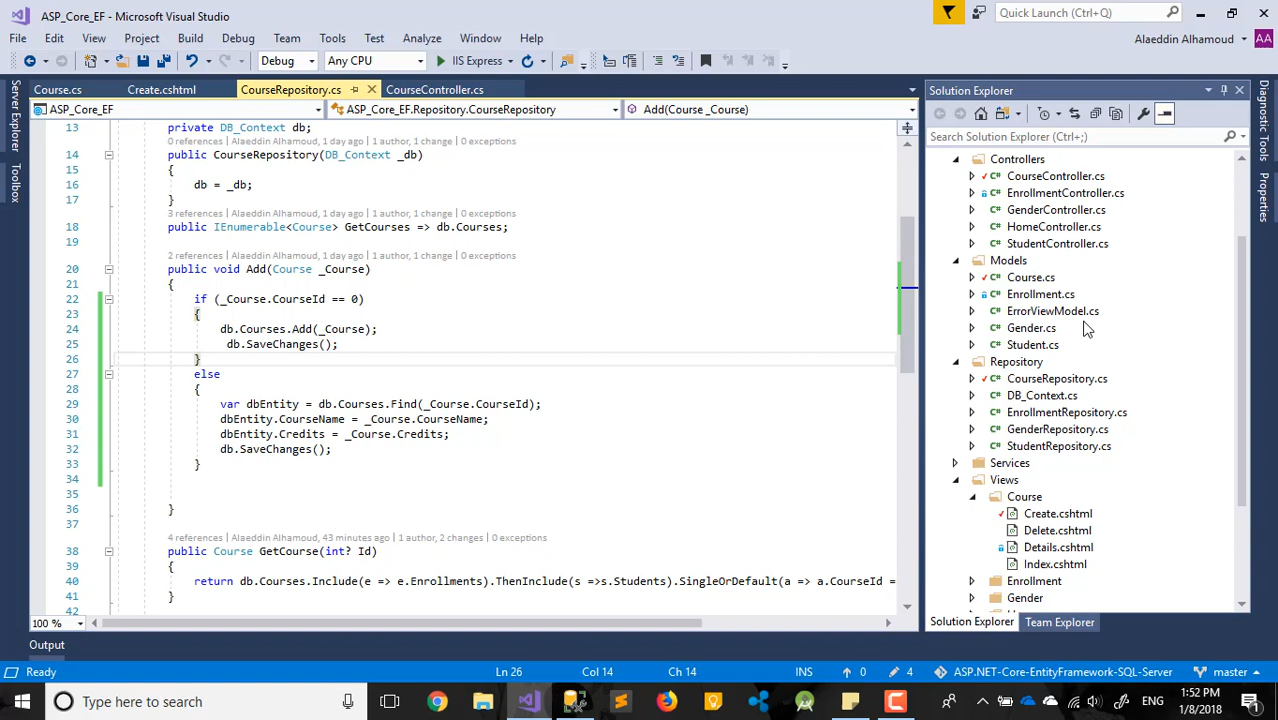 ASP_Core_EF - Microsoft Visual Studio
Quick Launch (Ctrl+Q)
File Edit View Project Build Debug Team Tools Test Analyze Window Help
Alaeddin Alhamoud AA
Debug Any CPU IIS Express
Course.cs Create.cshtml CourseRepository.cs CourseController.cs
ASP_Core_EF ASP_Core_EF.Repository.CourseRepository Add(Course _Course)
13 private DB_Context db;
0 references | Alaeddin Alhamoud, 1 day ago | 1 author, 1 change | 0 exceptions
14 public CourseRepository(DB_Context _db)
15 {
16 db = _db;
17 }
3 references | Alaeddin Alhamoud, 1 day ago | 1 author, 1 change | 0 exceptions
18 public IEnumerable<Course> GetCourses => db.Courses;
19
2 references | Alaeddin Alhamoud, 1 day ago | 1 author, 1 change | 0 exceptions
20 public void Add(Course _Course)
21 {
22 if (_Course.CourseId == 0)
23 {
24 db.Courses.Add(_Course);
25 db.SaveChanges();
26 }
27 else
28 {
29 var dbEntity = db.Courses.Find(_Course.CourseId);
30 dbEntity.CourseName = _Course.CourseName;
31 dbEntity.Credits = _Course.Credits;
32 db.SaveChanges();
33 }
34
35
36 }
37
4 references | Alaeddin Alhamoud, 43 minutes ago | 1 author, 2 changes | 0 exceptions
38 public Course GetCourse(int? Id)
39 {
40 return db.Courses.Include(e => e.Enrollments).ThenInclude(s =>s.Students).SingleOrDefault(a => a.CourseId =
41 }
42
100 %
Server Explorer
Toolbox
Solution Explorer
Search Solution Explorer (Ctrl+;)
Controllers
CourseController.cs
EnrollmentController.cs
GenderController.cs
HomeController.cs
StudentController.cs
Models
Course.cs
Enrollment.cs
ErrorViewModel.cs
Gender.cs
Student.cs
Repository
CourseRepository.cs
DB_Context.cs
EnrollmentRepository.cs
GenderRepository.cs
StudentRepository.cs
Services
Views
Course
Create.cshtml
Delete.cshtml
Details.cshtml
Index.cshtml
Enrollment
Gender
Solution Explorer Team Explorer
Diagnostic Tools
Properties
Output
Ready Ln 26 Col 14 Ch 14 INS 0 4 ASP.NET-Core-EntityFramework-SQL-Server master
Type here to search
ENG 1:52 PM
1/8/2018
1